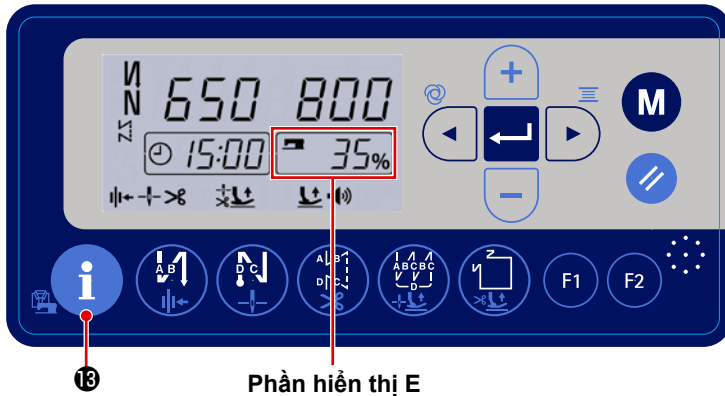 И
N 650 800
15:00 35%
M
i
A B
D C
A B
D C
A B C B C
D
F1 F2
⓭
Phần hiển thị E